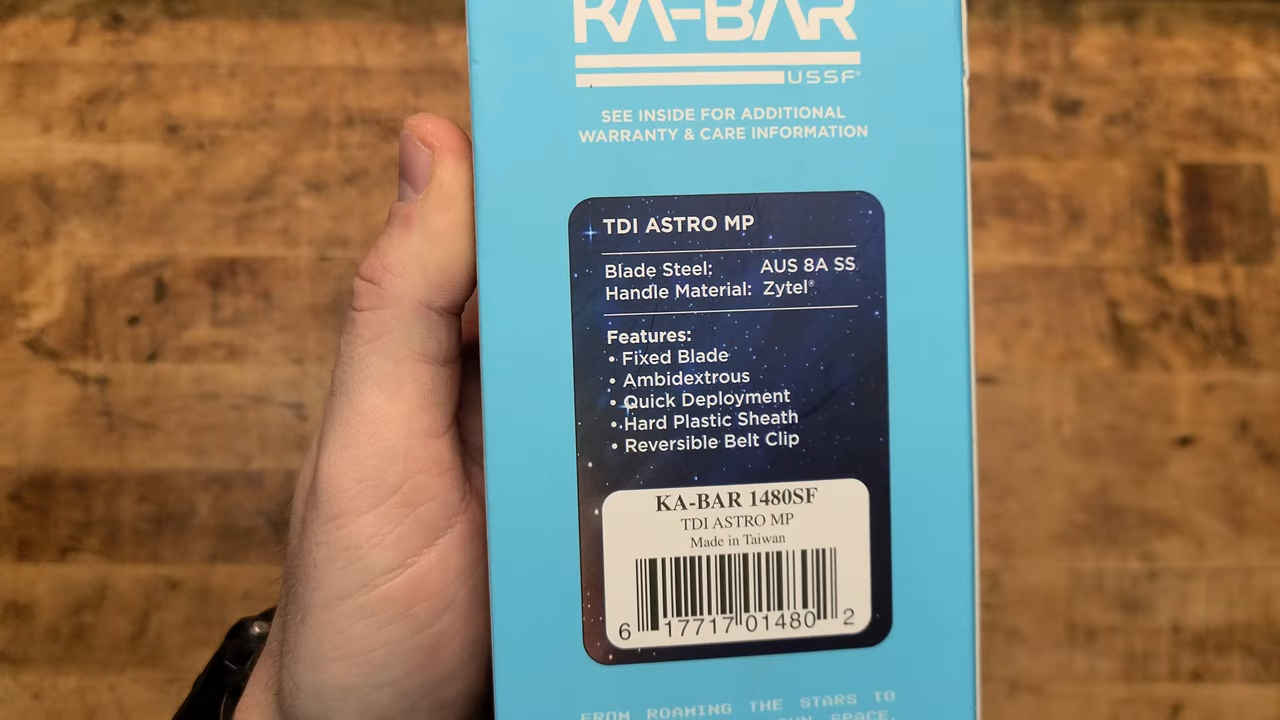 KA-BAR
USSF®
SEE INSIDE FOR ADDITIONAL
WARRANTY & CARE INFORMATION
TDI ASTRO MP
Blade Steel: AUS 8A SS
Handle Material: Zytel®
Features:
• Fixed Blade
• Ambidextrous
• Quick Deployment
• Hard Plastic Sheath
• Reversible Belt Clip
KA-BAR 1480SF
TDI ASTRO MP
Made in Taiwan
6 17717 01480 2
FROM ROAMING THE STARS TO
SPACE.